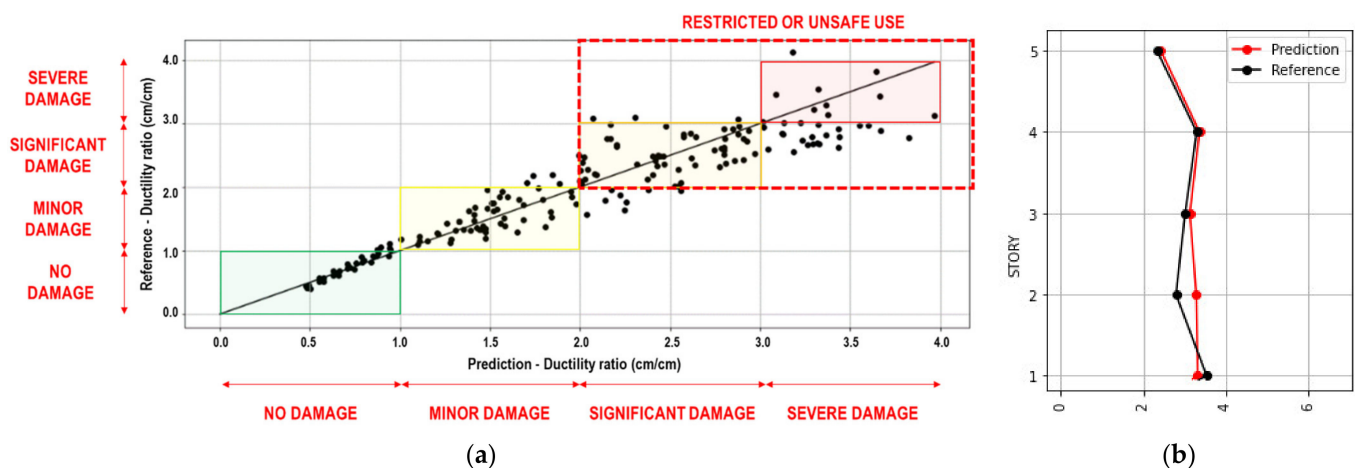 RESTRICTED OR UNSAFE USE
SEVERE
DAMAGE
SIGNIFICANT
DAMAGE
MINOR
DAMAGE
NO
DAMAGE
Reference - Ductility ratio (cm/cm)
4.0
3.0
2.0
1.0
0.0
0.0 0.5 1.0 1.5 2.0 2.5 3.0 3.5 4.0
Prediction - Ductility ratio (cm/cm)
NO DAMAGE MINOR DAMAGE SIGNIFICANT DAMAGE SEVERE DAMAGE
(a)
Prediction
Reference
STORY
5
4
3
2
1
0 2 4 6
(b)